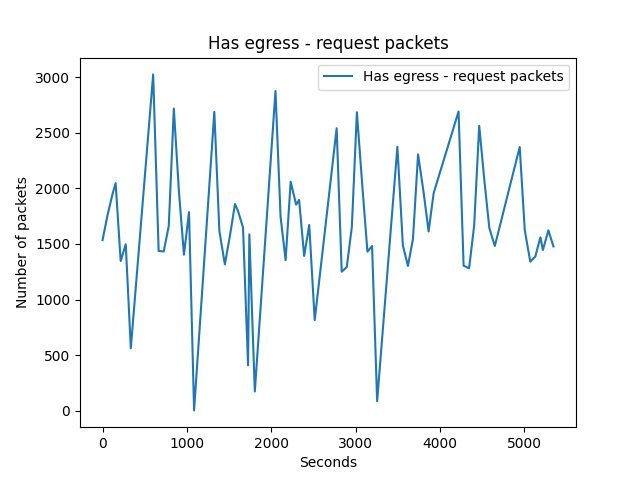 Has egress - request packets
Has egress - request packets
Number of packets
3000
2500
2000
1500
1000
500
0
0 1000 2000 3000 4000 5000
Seconds